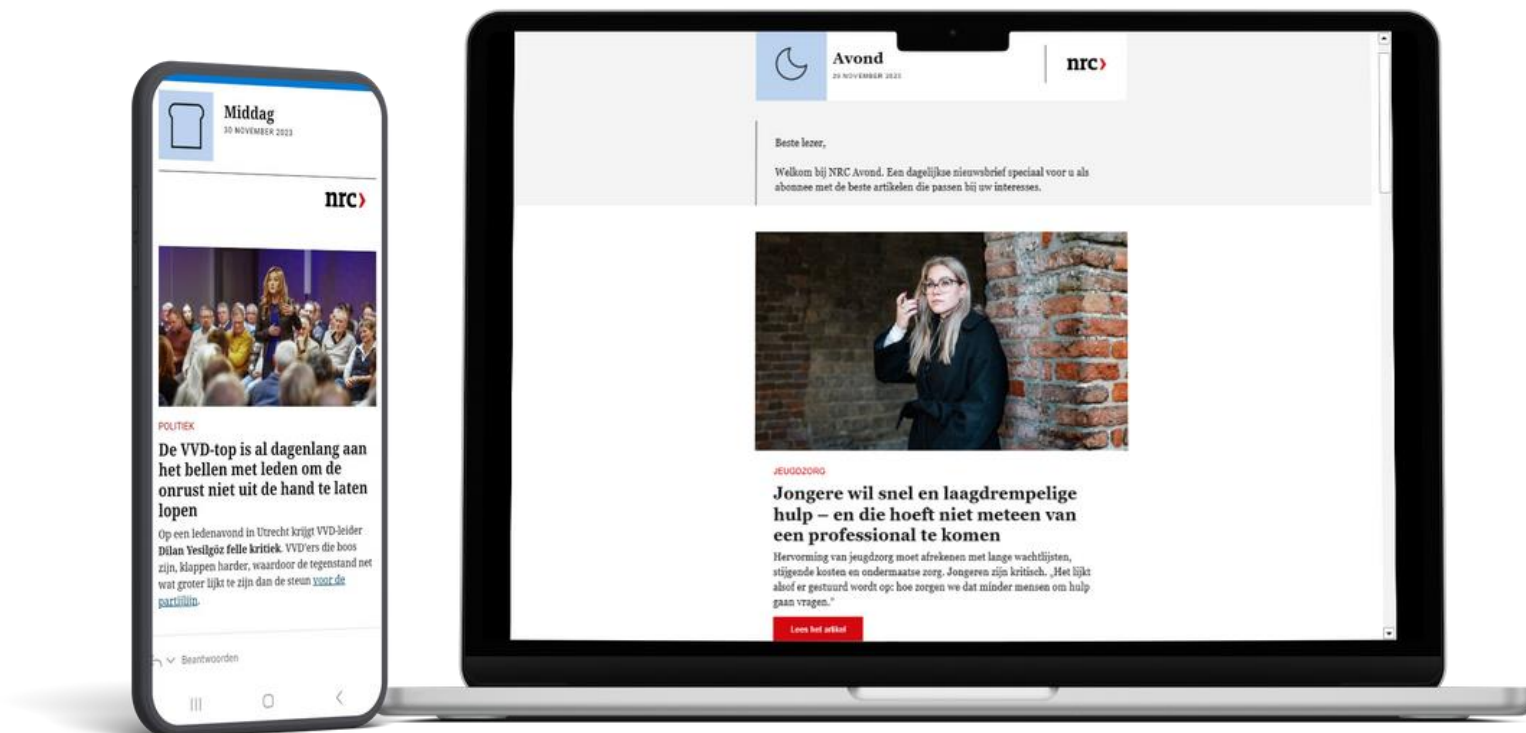 Middag
30 NOVEMBER 2023
nrc>
POLITIEK
De VVD-top is al dagenlang aan
het bellen met leden om de
onrust niet uit de hand te laten
lopen
Op een ledenavond in Utrecht krijgt VVD-leider
Dilan Yesilgöz felle kritiek. VVD'ers die boos
zijn, klappen harder, waardoor de tegenstand net
wat groter lijkt te zijn dan de steun voor de
partijlijn.
Beantwoorden
Avond
29 NOVEMBER 2023
nrc>
Beste lezer,
Welkom bij NRC Avond. Een dagelijkse nieuwsbrief speciaal voor u als
abonnee met de beste artikelen die passen bij uw interesses.
JEUGDZORG
Jongere wil snel en laagdrempelige
hulp – en die hoeft niet meteen van
een professional te komen
Hervorming van jeugdzorg moet afrekenen met lange wachtlijsten,
stijgende kosten en ondermaatse zorg. Jongeren zijn kritisch. „Het lijkt
alsof er gestuurd wordt op: hoe zorgen we dat minder mensen om hulp
gaan vragen.”
Lees het artikel